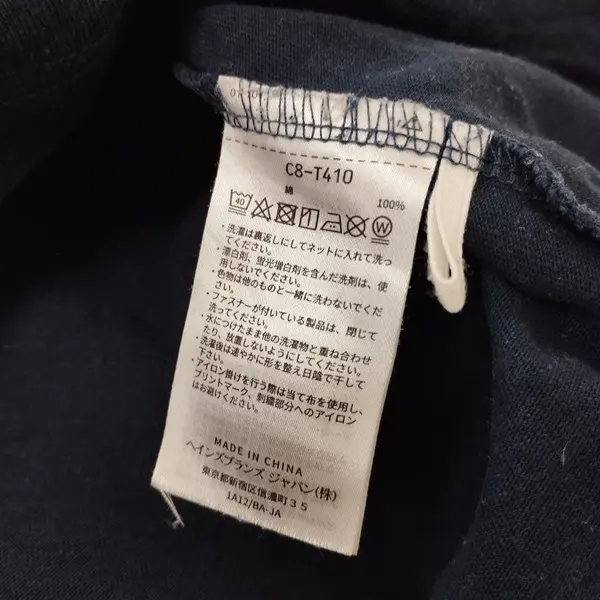 C8-T410
綿 100%
40 W
・洗濯は裏返しにしてネットに入れて洗っ
てください。
・漂白剤、蛍光増白剤を含んだ洗剤は、使
用しないでください。
・色物は他のものと一緒に洗わないでくだ
さい。
・ファスナーが付いている製品は、閉じて
洗ってください。
・水につけたまま他の洗濯物と重ね合わせ
たり、放置しないようにしてください。
・洗濯後は速やかに形を整え日陰で干して
下さい。
・アイロン掛けを行う際は当て布を使用し、
プリントマーク、刺繍部分へのアイロン
はお避けください。
MADE IN CHINA
ヘインズブランズ ジャパン(株)
東京都新宿区信濃町35
1A12/BA-JA